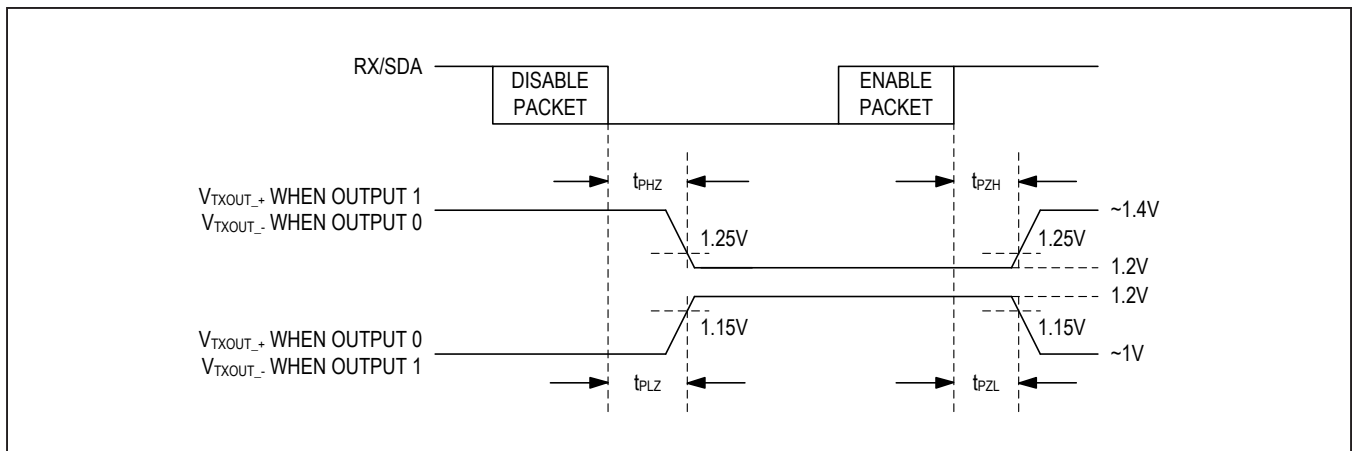 RX/SDA
DISABLE
PACKET
ENABLE
PACKET
tPHZ
tPZH
VTXOUT_+ WHEN OUTPUT 1
VTXOUT_- WHEN OUTPUT 0
~1.4V
1.25V
1.25V
1.2V
1.2V
1.15V
1.15V
VTXOUT_+ WHEN OUTPUT 0
VTXOUT_- WHEN OUTPUT 1
~1V
tPLZ
tPZL